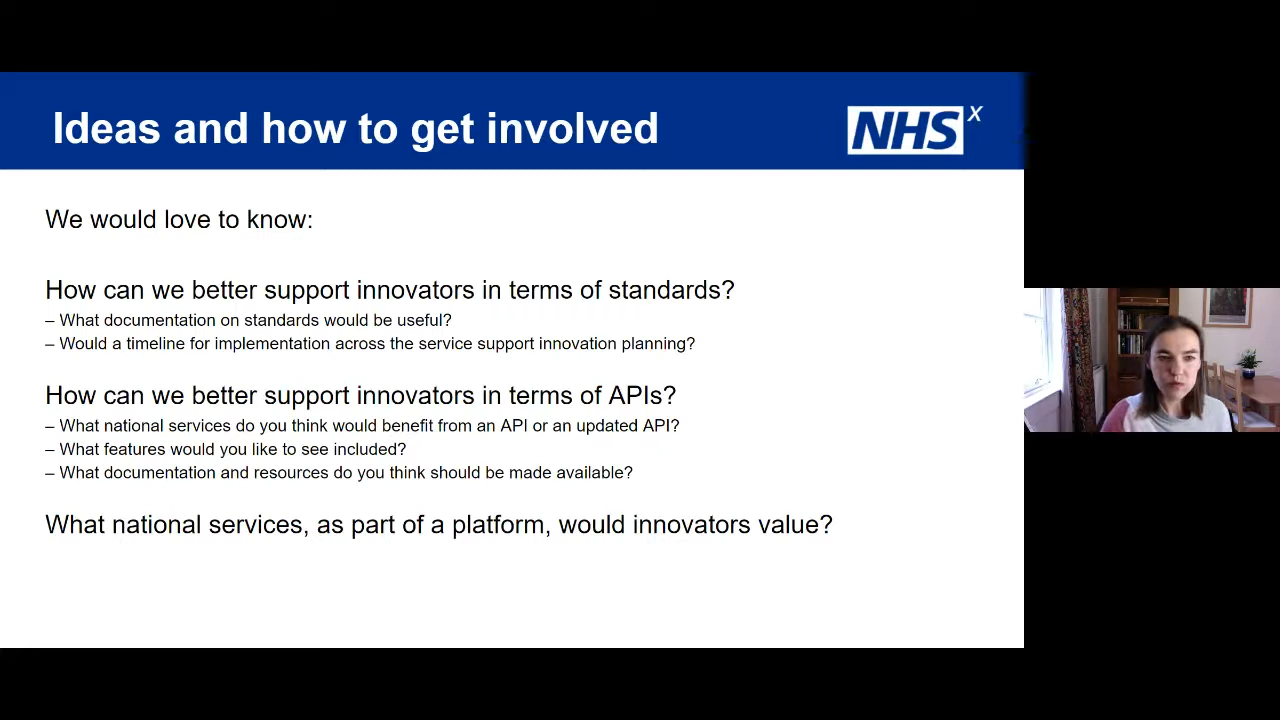 Ideas and how to get involved
NHS X
We would love to know:
How can we better support innovators in terms of standards?
– What documentation on standards would be useful?
– Would a timeline for implementation across the service support innovation planning?
How can we better support innovators in terms of APIs?
– What national services do you think would benefit from an API or an updated API?
– What features would you like to see included?
– What documentation and resources do you think should be made available?
What national services, as part of a platform, would innovators value?